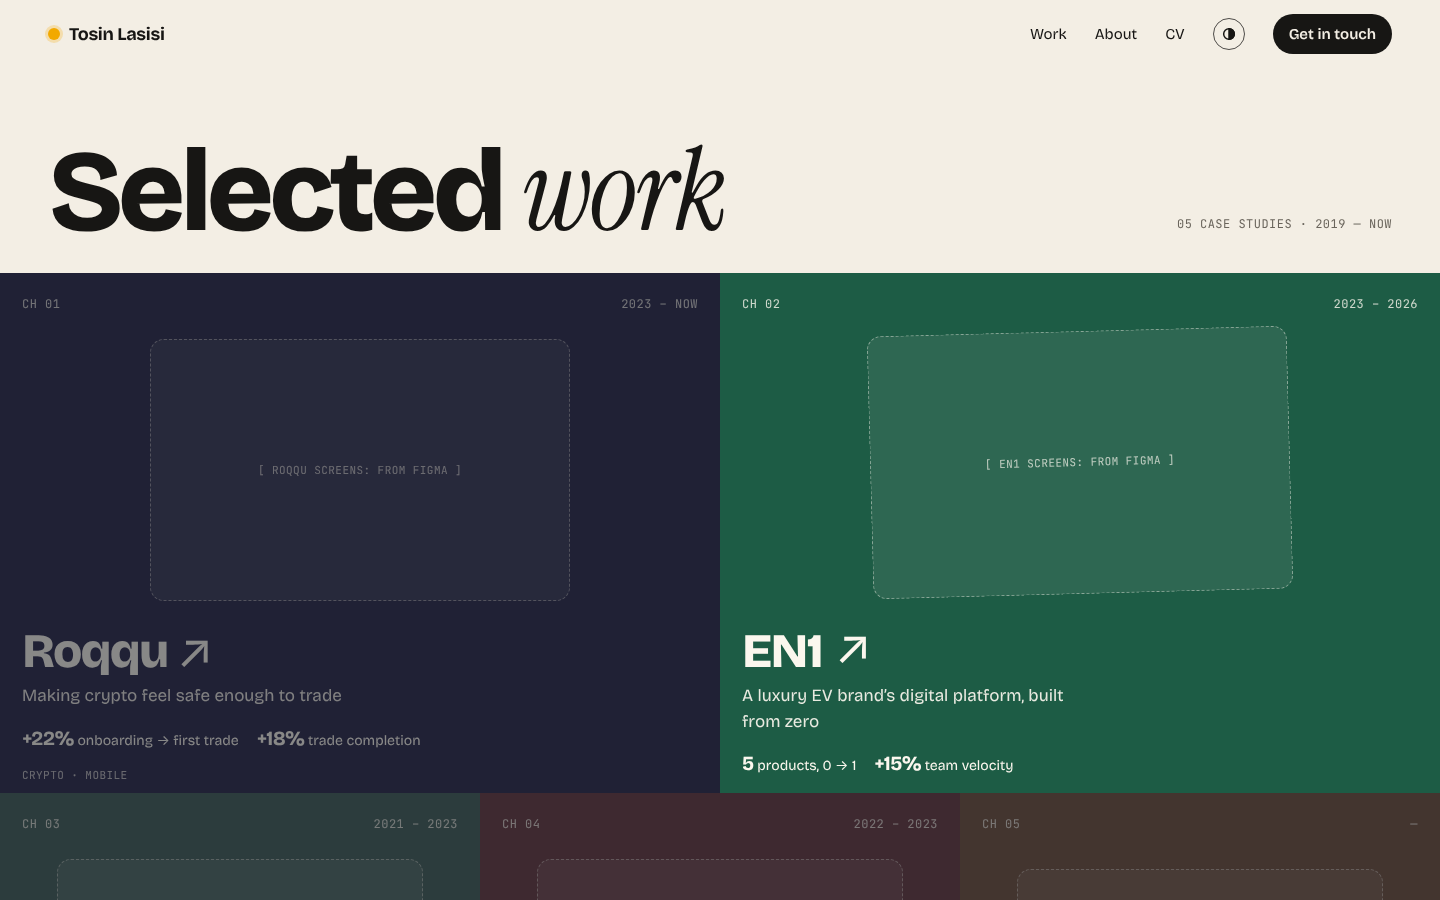 Tosin Lasisi
Work
About
CV
Get in touch
Selected work
05 CASE STUDIES · 2019 — NOW
CH 01
2023 – NOW
[ ROQQU SCREENS: FROM FIGMA ]
Roqqu ↗
Making crypto feel safe enough to trade
+22% onboarding → first trade +18% trade completion
CRYPTO · MOBILE
CH 02
2023 – 2026
[ EN1 SCREENS: FROM FIGMA ]
EN1 ↗
A luxury EV brand's digital platform, built
from zero
5 products, 0 → 1 +15% team velocity
CH 03
2021 – 2023
CH 04
2022 – 2023
CH 05
—